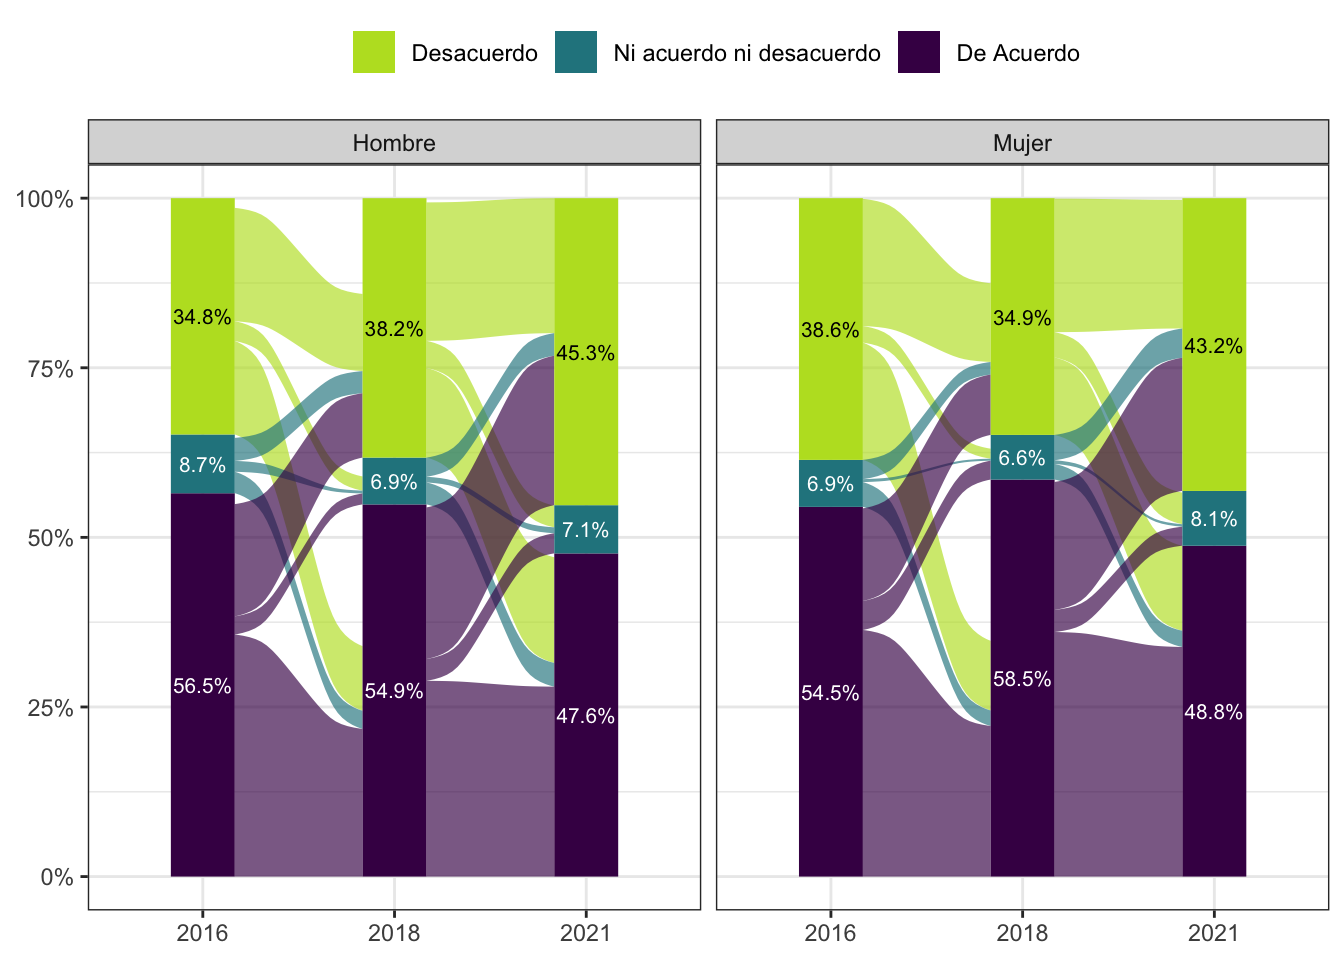 Desacuerdo Ni acuerdo ni desacuerdo De Acuerdo
Hombre Mujer
100%
75%
50%
25%
0%
34.8% 38.2% 45.3%
8.7% 6.9% 7.1%
56.5% 54.9% 47.6%
2016 2018 2021
38.6% 34.9% 43.2%
6.9% 6.6% 8.1%
54.5% 58.5% 48.8%
2016 2018 2021